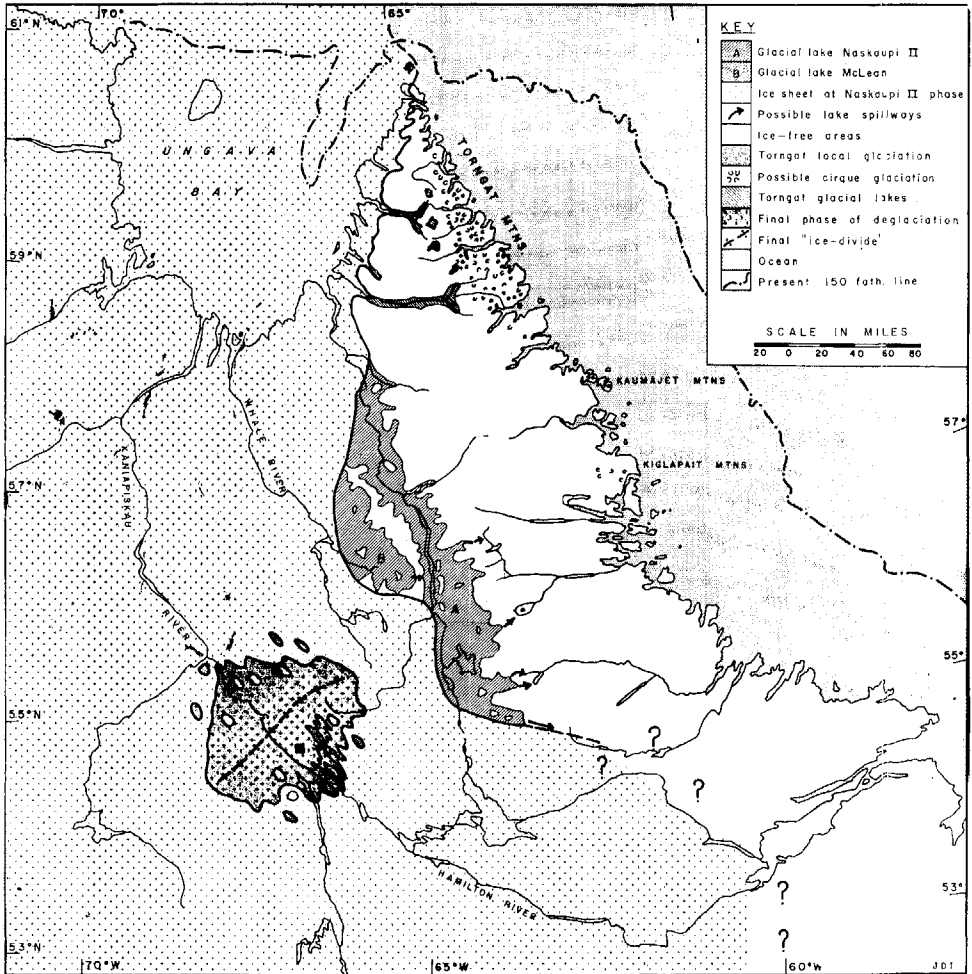 61°N
70°
65°
KEY
A Glacial lake Naskaupi II
B Glacial lake McLean
Ice sheet at Naskaupi II phase
Possible lake spillways
Ice-free areas
Torngat local glaciation
Possible cirque glaciation
Torngat glacial lakes
Final phase of deglaciation
Final "ice-divide'
Ocean
Present 150 fath. line
SCALE IN MILES
20 0 20 40 60 80
UNGAVA
BAY
TORNGAT MTNS
59°N
KAUMAJET MTNS
57°
KIGLAPAIT MTNS
WHALE RIVER
57°N
KANIAPISKAU
RIVER
B
A
55°
55°N
?
?
?
HAMILTON RIVER
53°
?
?
53°N
70°W
65°W
60°W
JDI